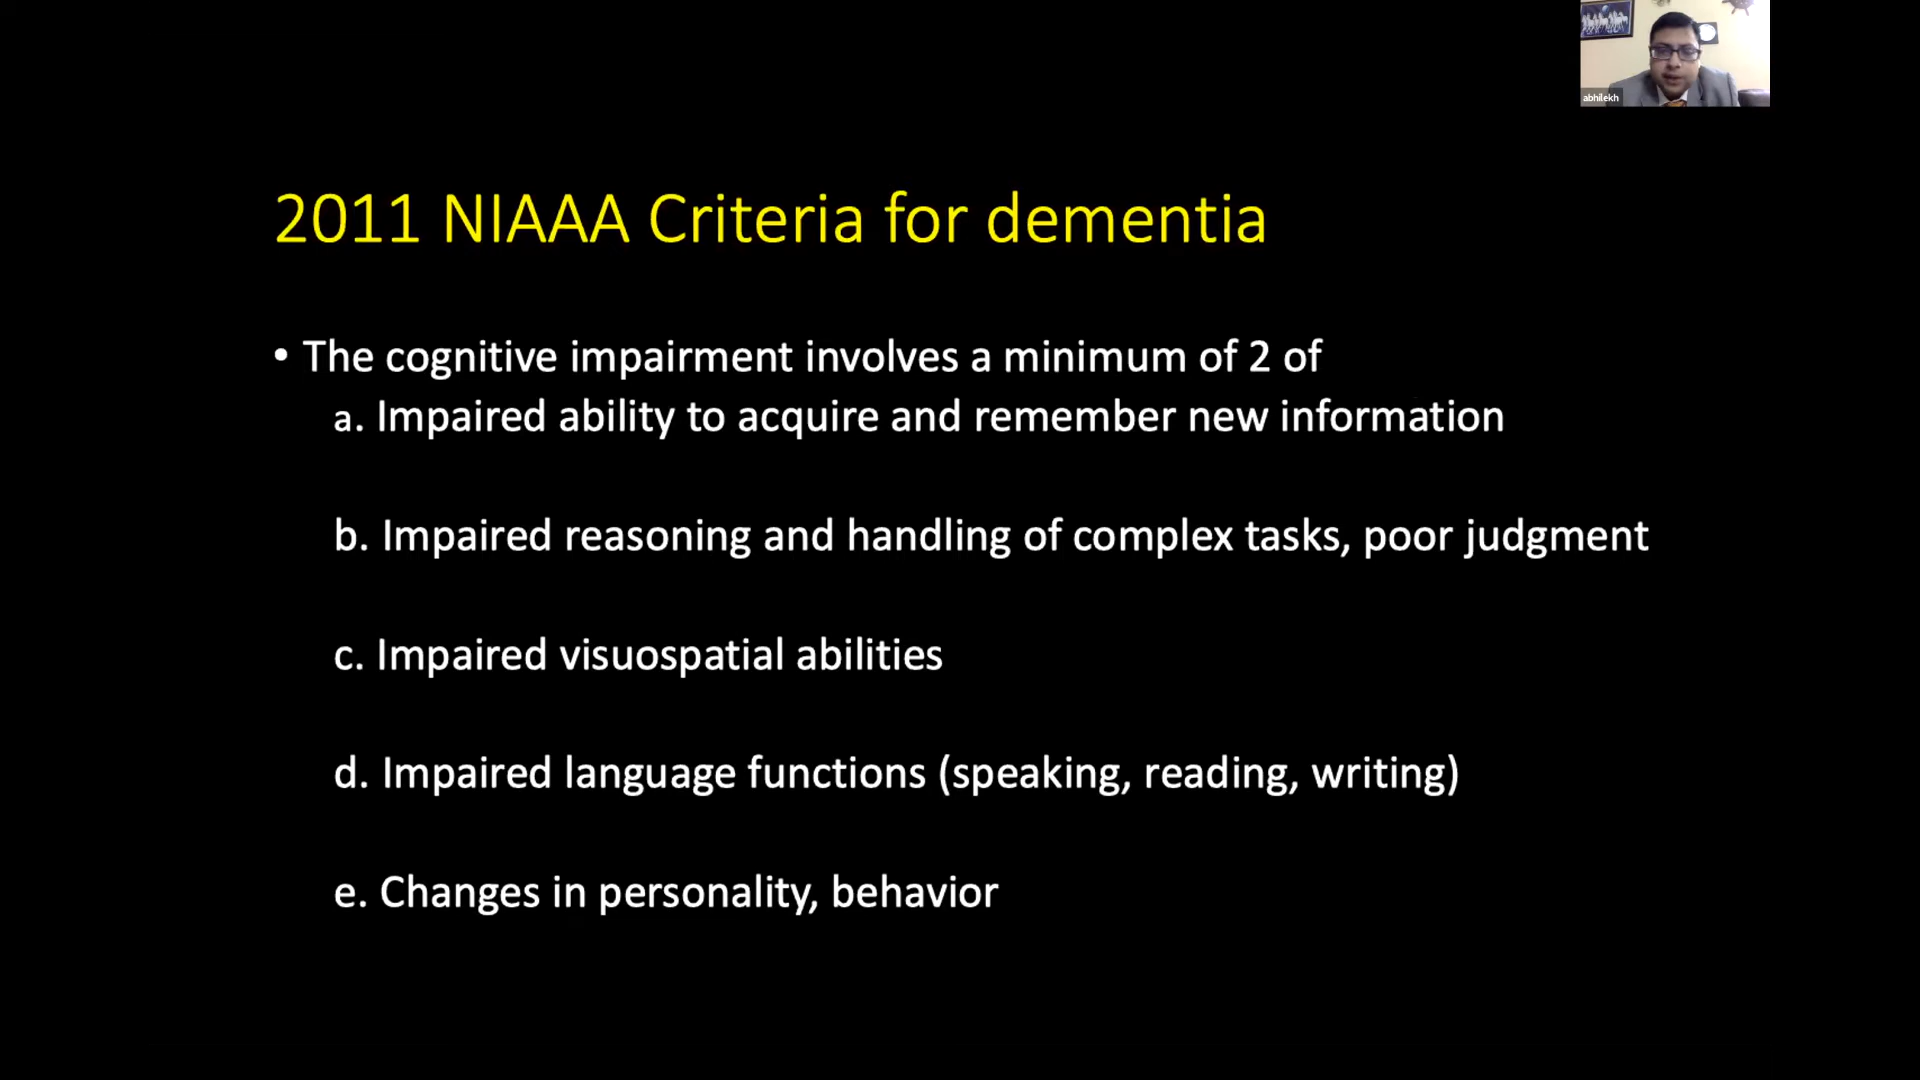 abhilekh
2011 NIAAA Criteria for dementia
• The cognitive impairment involves a minimum of 2 of
a. Impaired ability to acquire and remember new information
b. Impaired reasoning and handling of complex tasks, poor judgment
c. Impaired visuospatial abilities
d. Impaired language functions (speaking, reading, writing)
e. Changes in personality, behavior